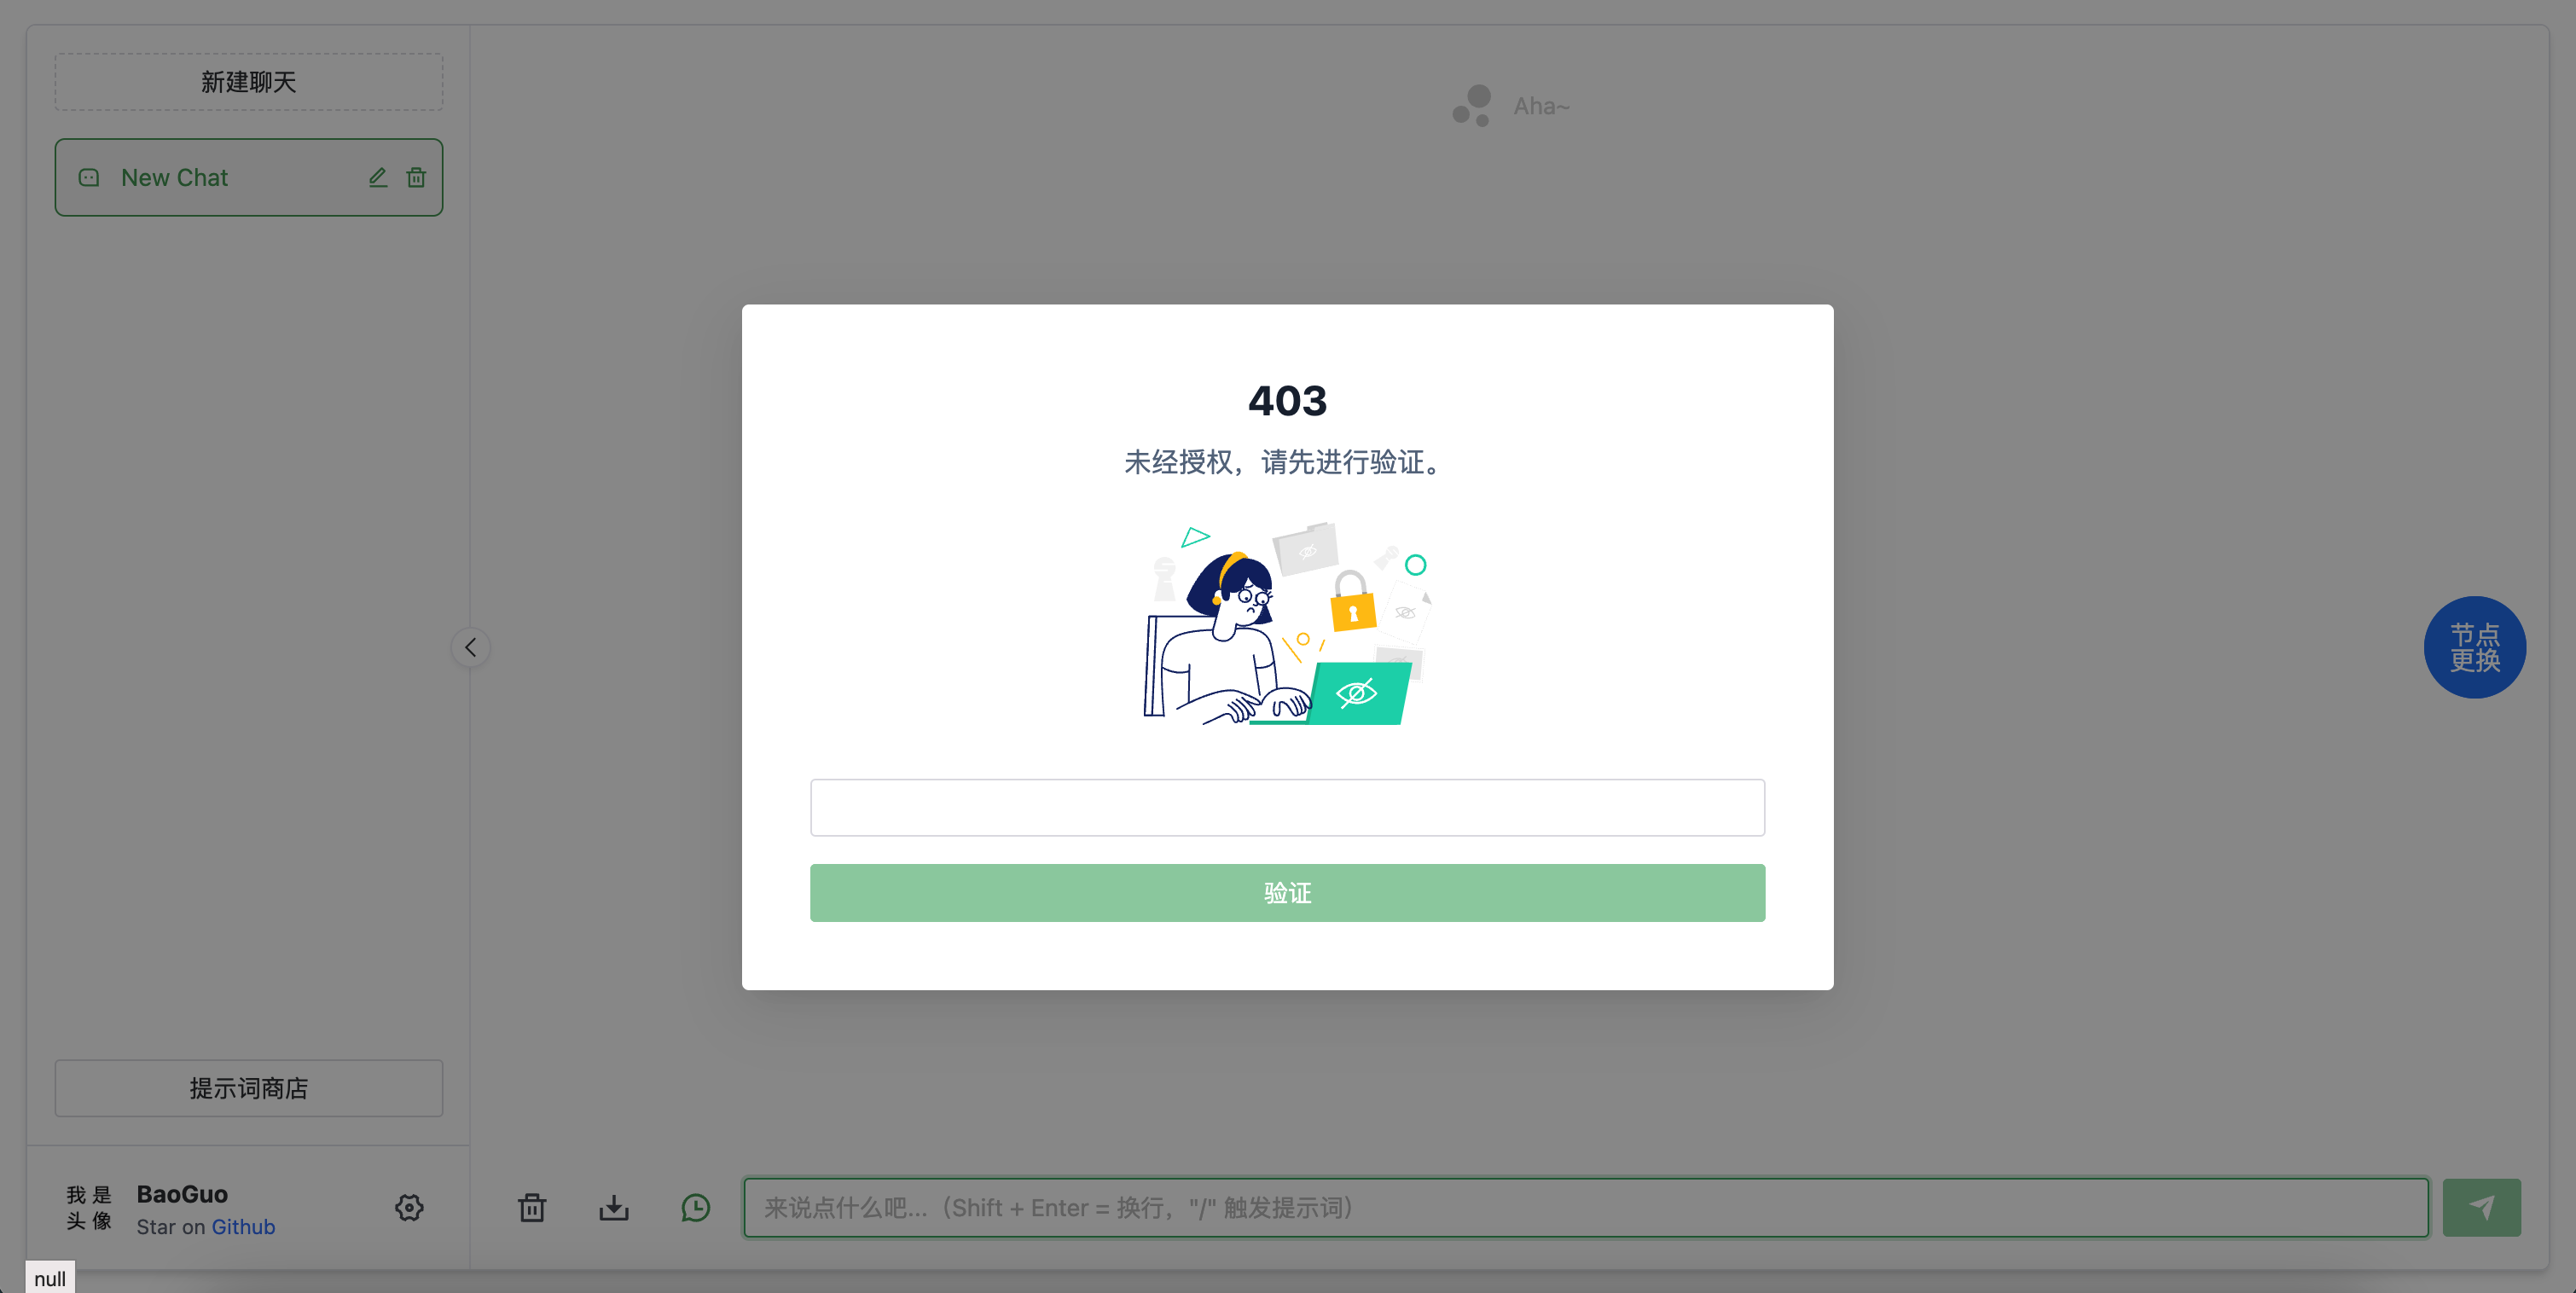 新建聊天
New Chat
Aha~
403
未经授权，请先进行验证。
验证
节点
更换
提示词商店
我是
头像
BaoGuo
Star on Github
来说点什么吧...（Shift + Enter = 换行，"/" 触发提示词）
null